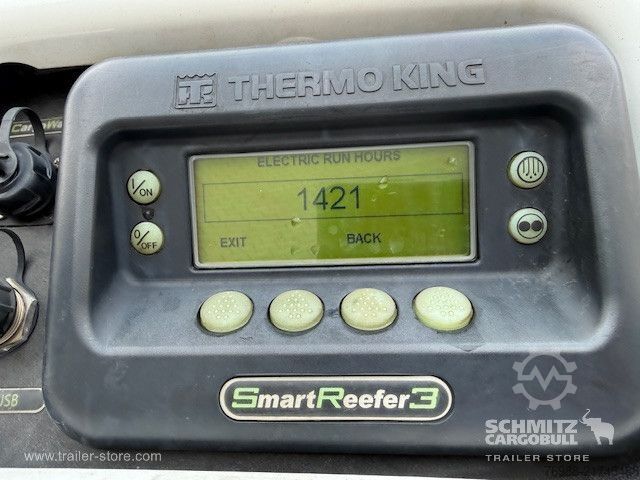 THERMO KING
CargoWa
ELECTRIC RUN HOURS
1421
EXIT BACK
I/ON
0/OFF
SmartReefer3
USB
SCHMITZ
CARGOBULL
TRAILER STORE
www.trailer-store.com